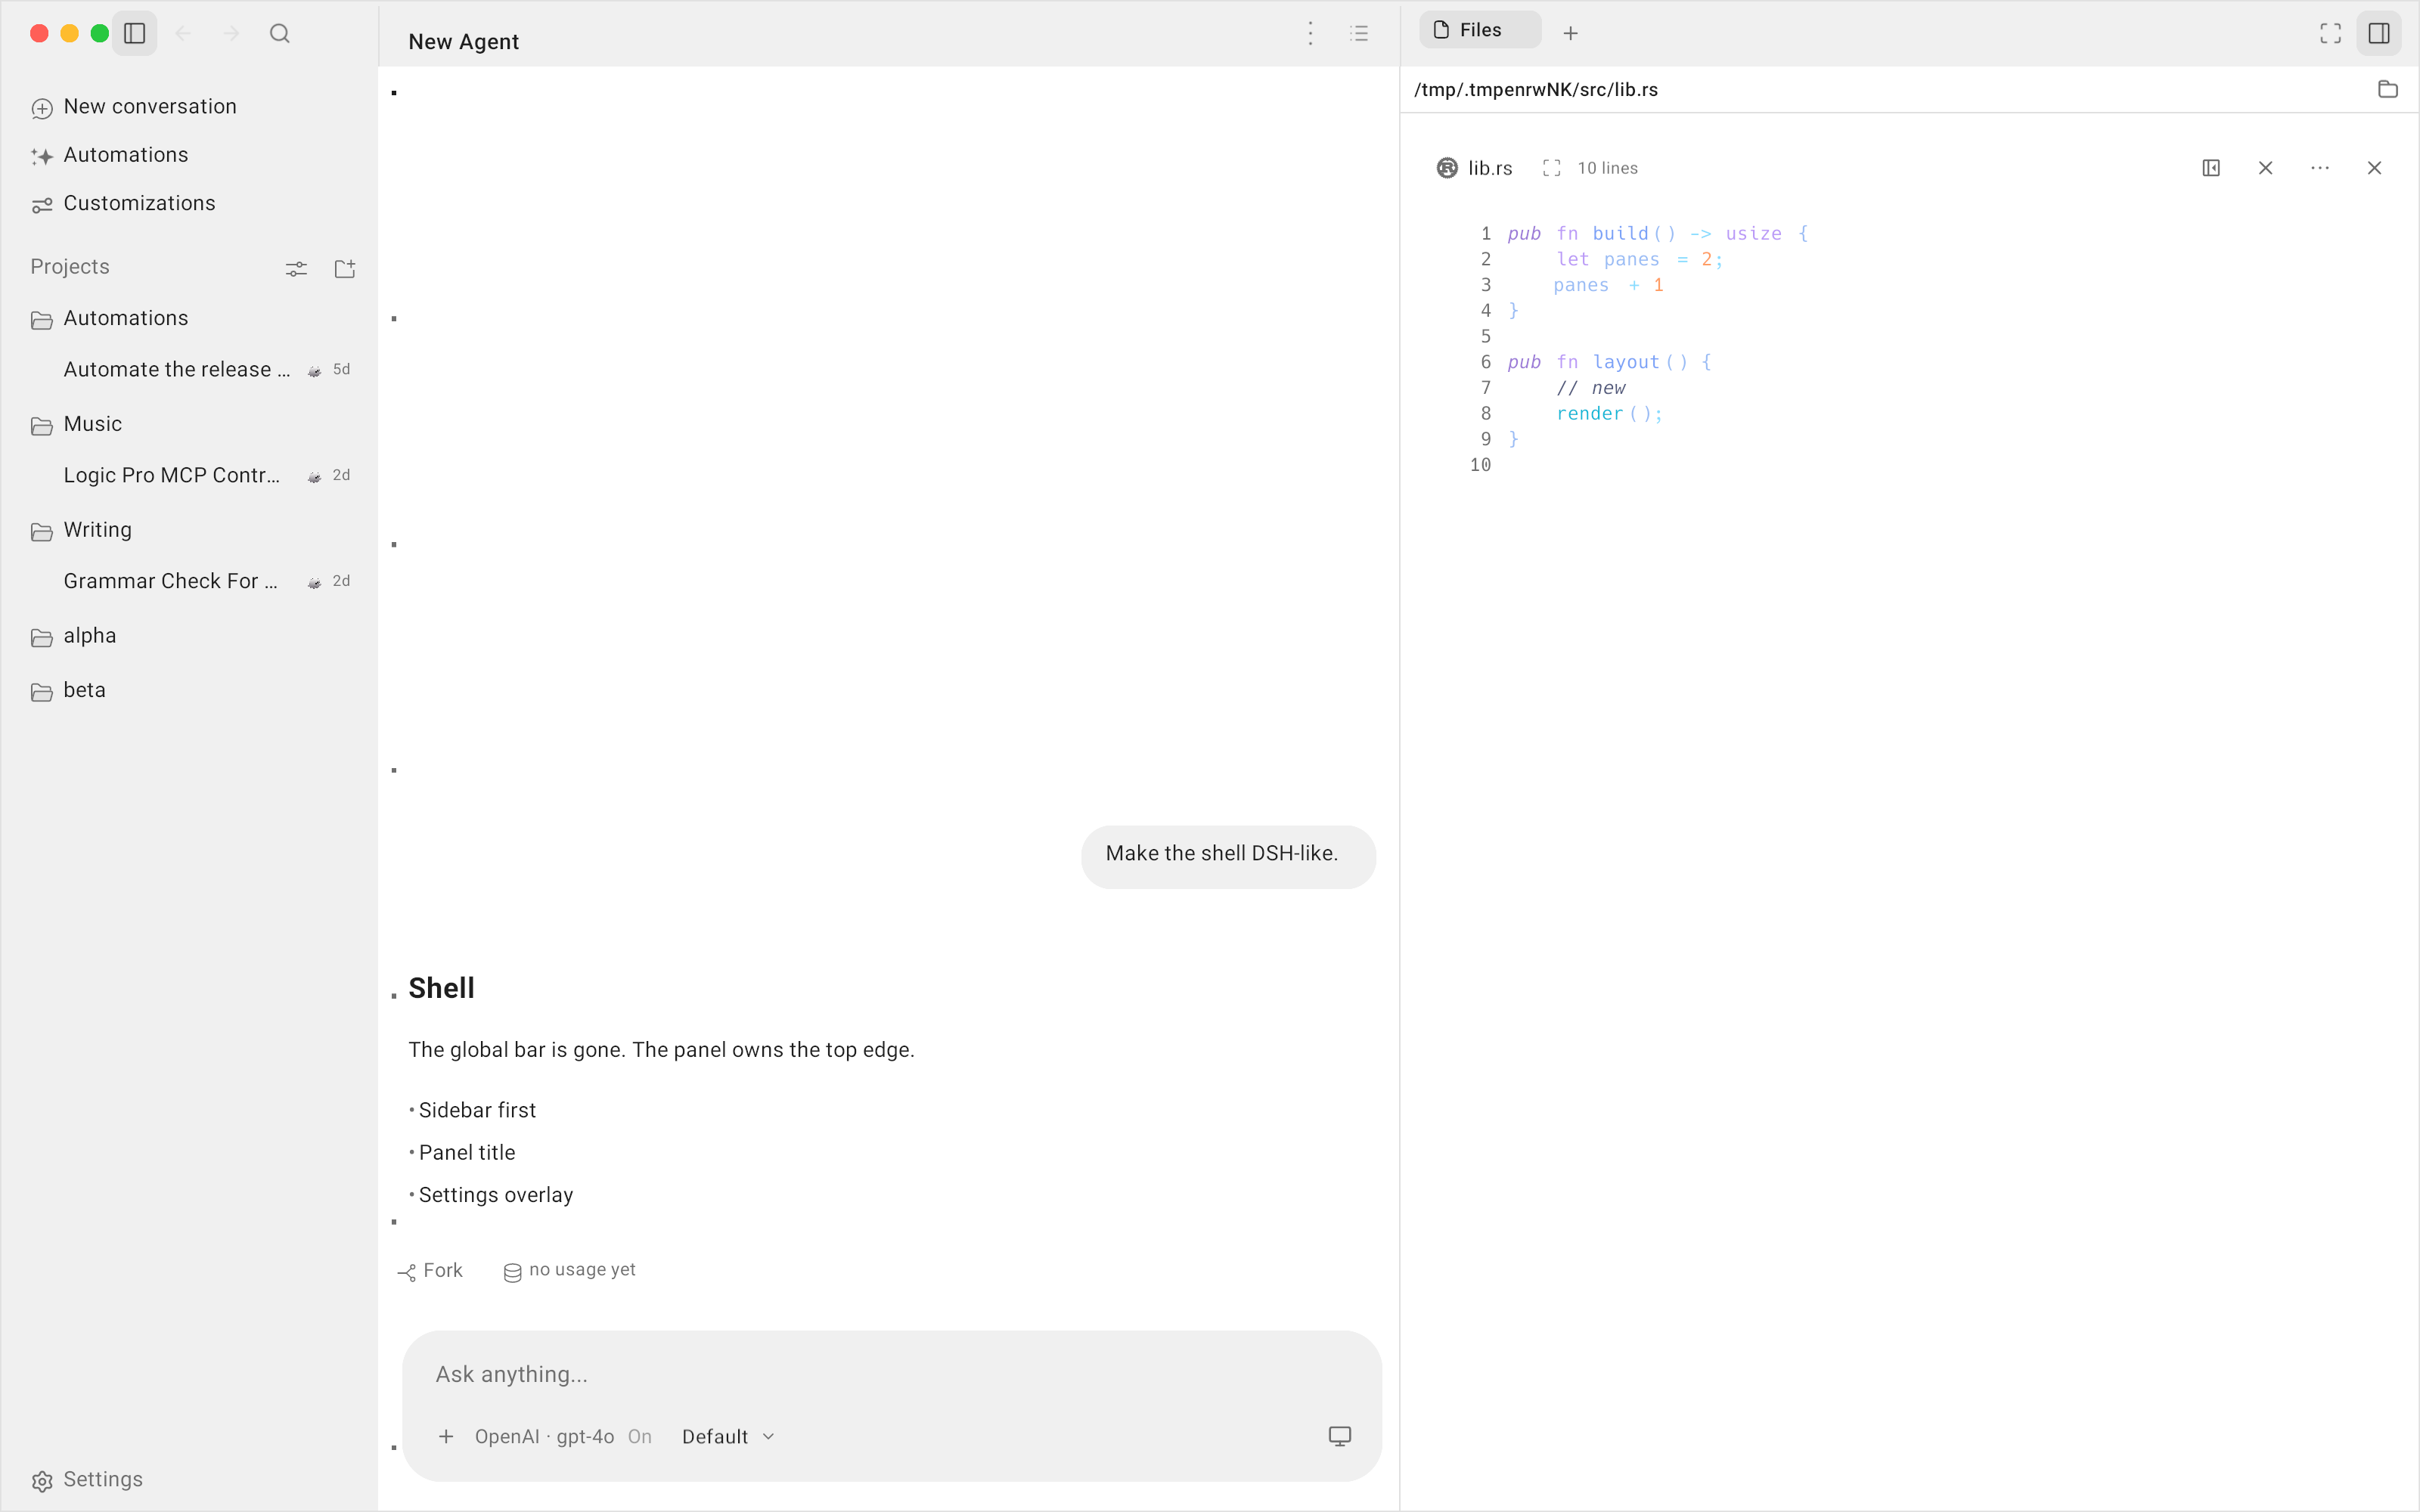 New conversation
Automations
Customizations
Projects
Automations
Automate the release ... 5d
Music
Logic Pro MCP Contr... 2d
Writing
Grammar Check For ... 2d
alpha
beta
Settings
New Agent
Make the shell DSH-like.
Shell
The global bar is gone. The panel owns the top edge.
• Sidebar first
• Panel title
• Settings overlay
Fork no usage yet
Ask anything...
+ OpenAI · gpt-4o On Default
Files +
/tmp/.tmpenrwNK/src/lib.rs
lib.rs 10 lines
1 pub fn build() -> usize {
2     let panes = 2;
3     panes + 1
4 }
5
6 pub fn layout() {
7     // new
8     render();
9 }
10